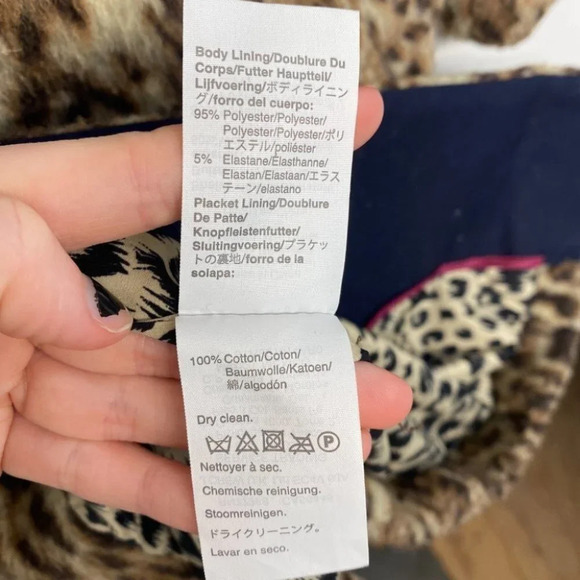 Body Lining/Doublure Du
Corps/Futter Hauptteil/
Lijfvoering/ボディライニン
グ/forro del cuerpo:
95% Polyester/Polyester/
Polyester/Polyester/ポリ
エステル/poliéster
5% Elastane/Élasthanne/
Elastan/Elastaan/エラス
テーン/elastano
Placket Lining/Doublure
De Patte/
Knopfleistenfutter/
Sluitingvoering/プラケッ
トの裏地/forro de la
solapa:
100% Cotton/Coton/
Baumwolle/Katoen/
綿/algodón
Dry clean.
P
Nettoyer à sec.
Chemische reinigung.
Stoomreinigen.
ドライクリーニング。
Lavar en seco.